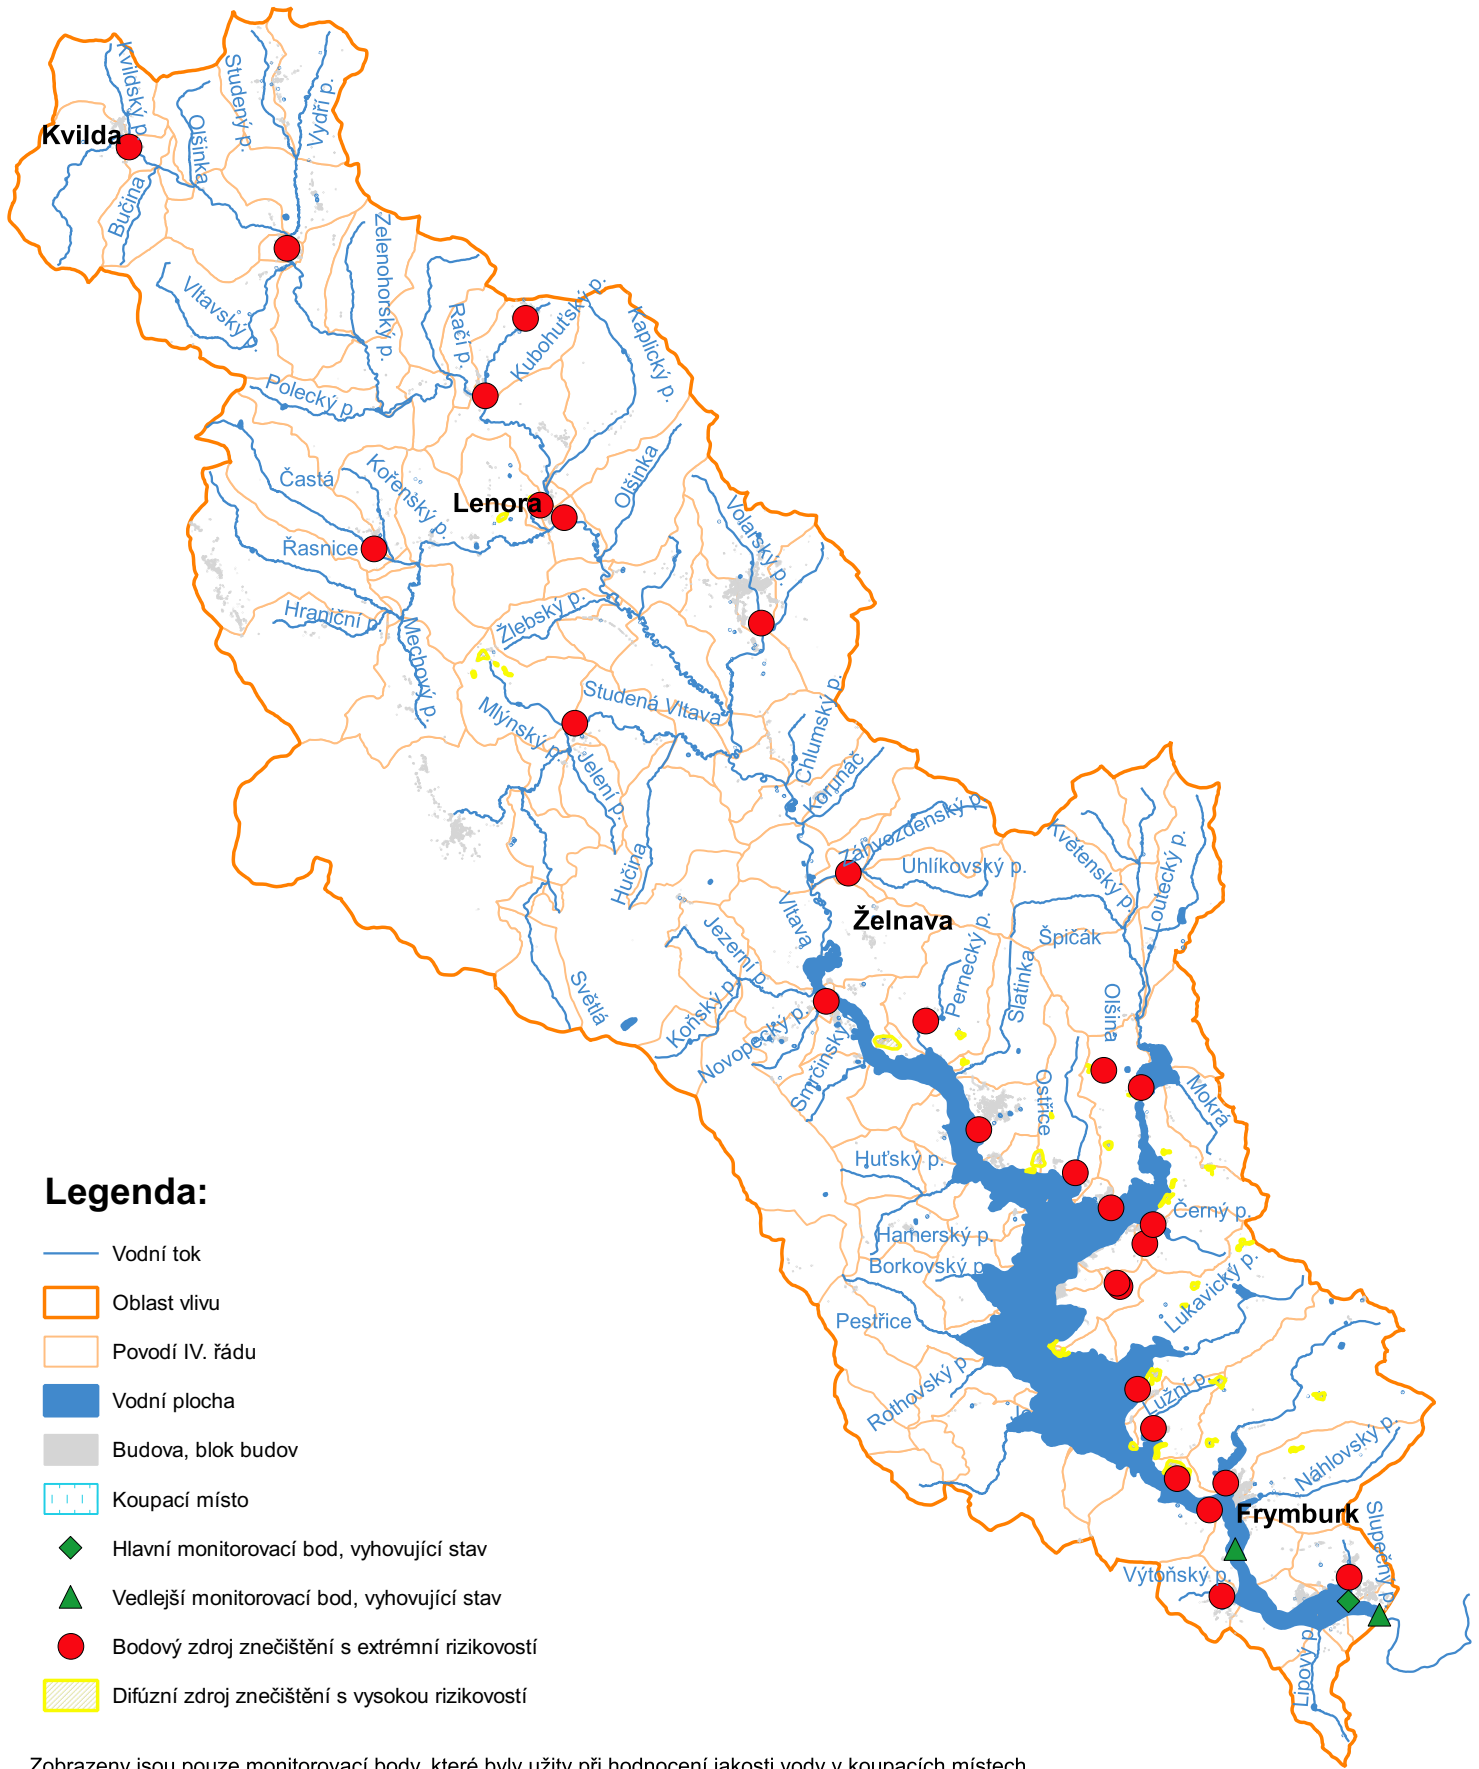 Kvildský p.
Studený p.
Vydří p.
Olšinka
Kvilda
Bučina
Zelenohorský p.
Vltavský p.
Račí p.
Kubohuťský p.
Kaplický p.
Polecký p.
Častá
Kořenský p.
Lenora
Olšinka
Volarský p.
Řasnice
Hraniční p.
Žlebský p.
Mechový p.
Studená Vltava
Mlýnský p.
Jelení p.
Chlumský p.
Korunáč
Hučina
Záhvozdenský p.
Uhlíkovský p.
Květenský p.
Loutecký p.
Vltava
Želnava
Pernecký p.
Špičák
Slatinka
Jezerní p.
Světlá
Koňský p.
Novopecký p.
Smrčinský
Olšina
Ostřice
Mokrá
Huťský p.
Černý p.
Hamerský p.
Borkovský p.
Lukavický p.
Pestřice
Rothovský p.
Lužní p.
Náhlovský p.
Frymburk
Slupečný p.
Výtoňský p.
Lipový p.
Legenda:
Vodní tok
Oblast vlivu
Povodí IV. řádu
Vodní plocha
Budova, blok budov
Koupací místo
Hlavní monitorovací bod, vyhovující stav
Vedlejší monitorovací bod, vyhovující stav
Bodový zdroj znečištění s extrémní rizikovostí
Difúzní zdroj znečištění s vysokou rizikovostí
Zobrazeny jsou pouze monitorovací body, které byly užity při hodnocení jakosti vody v koupacích místech